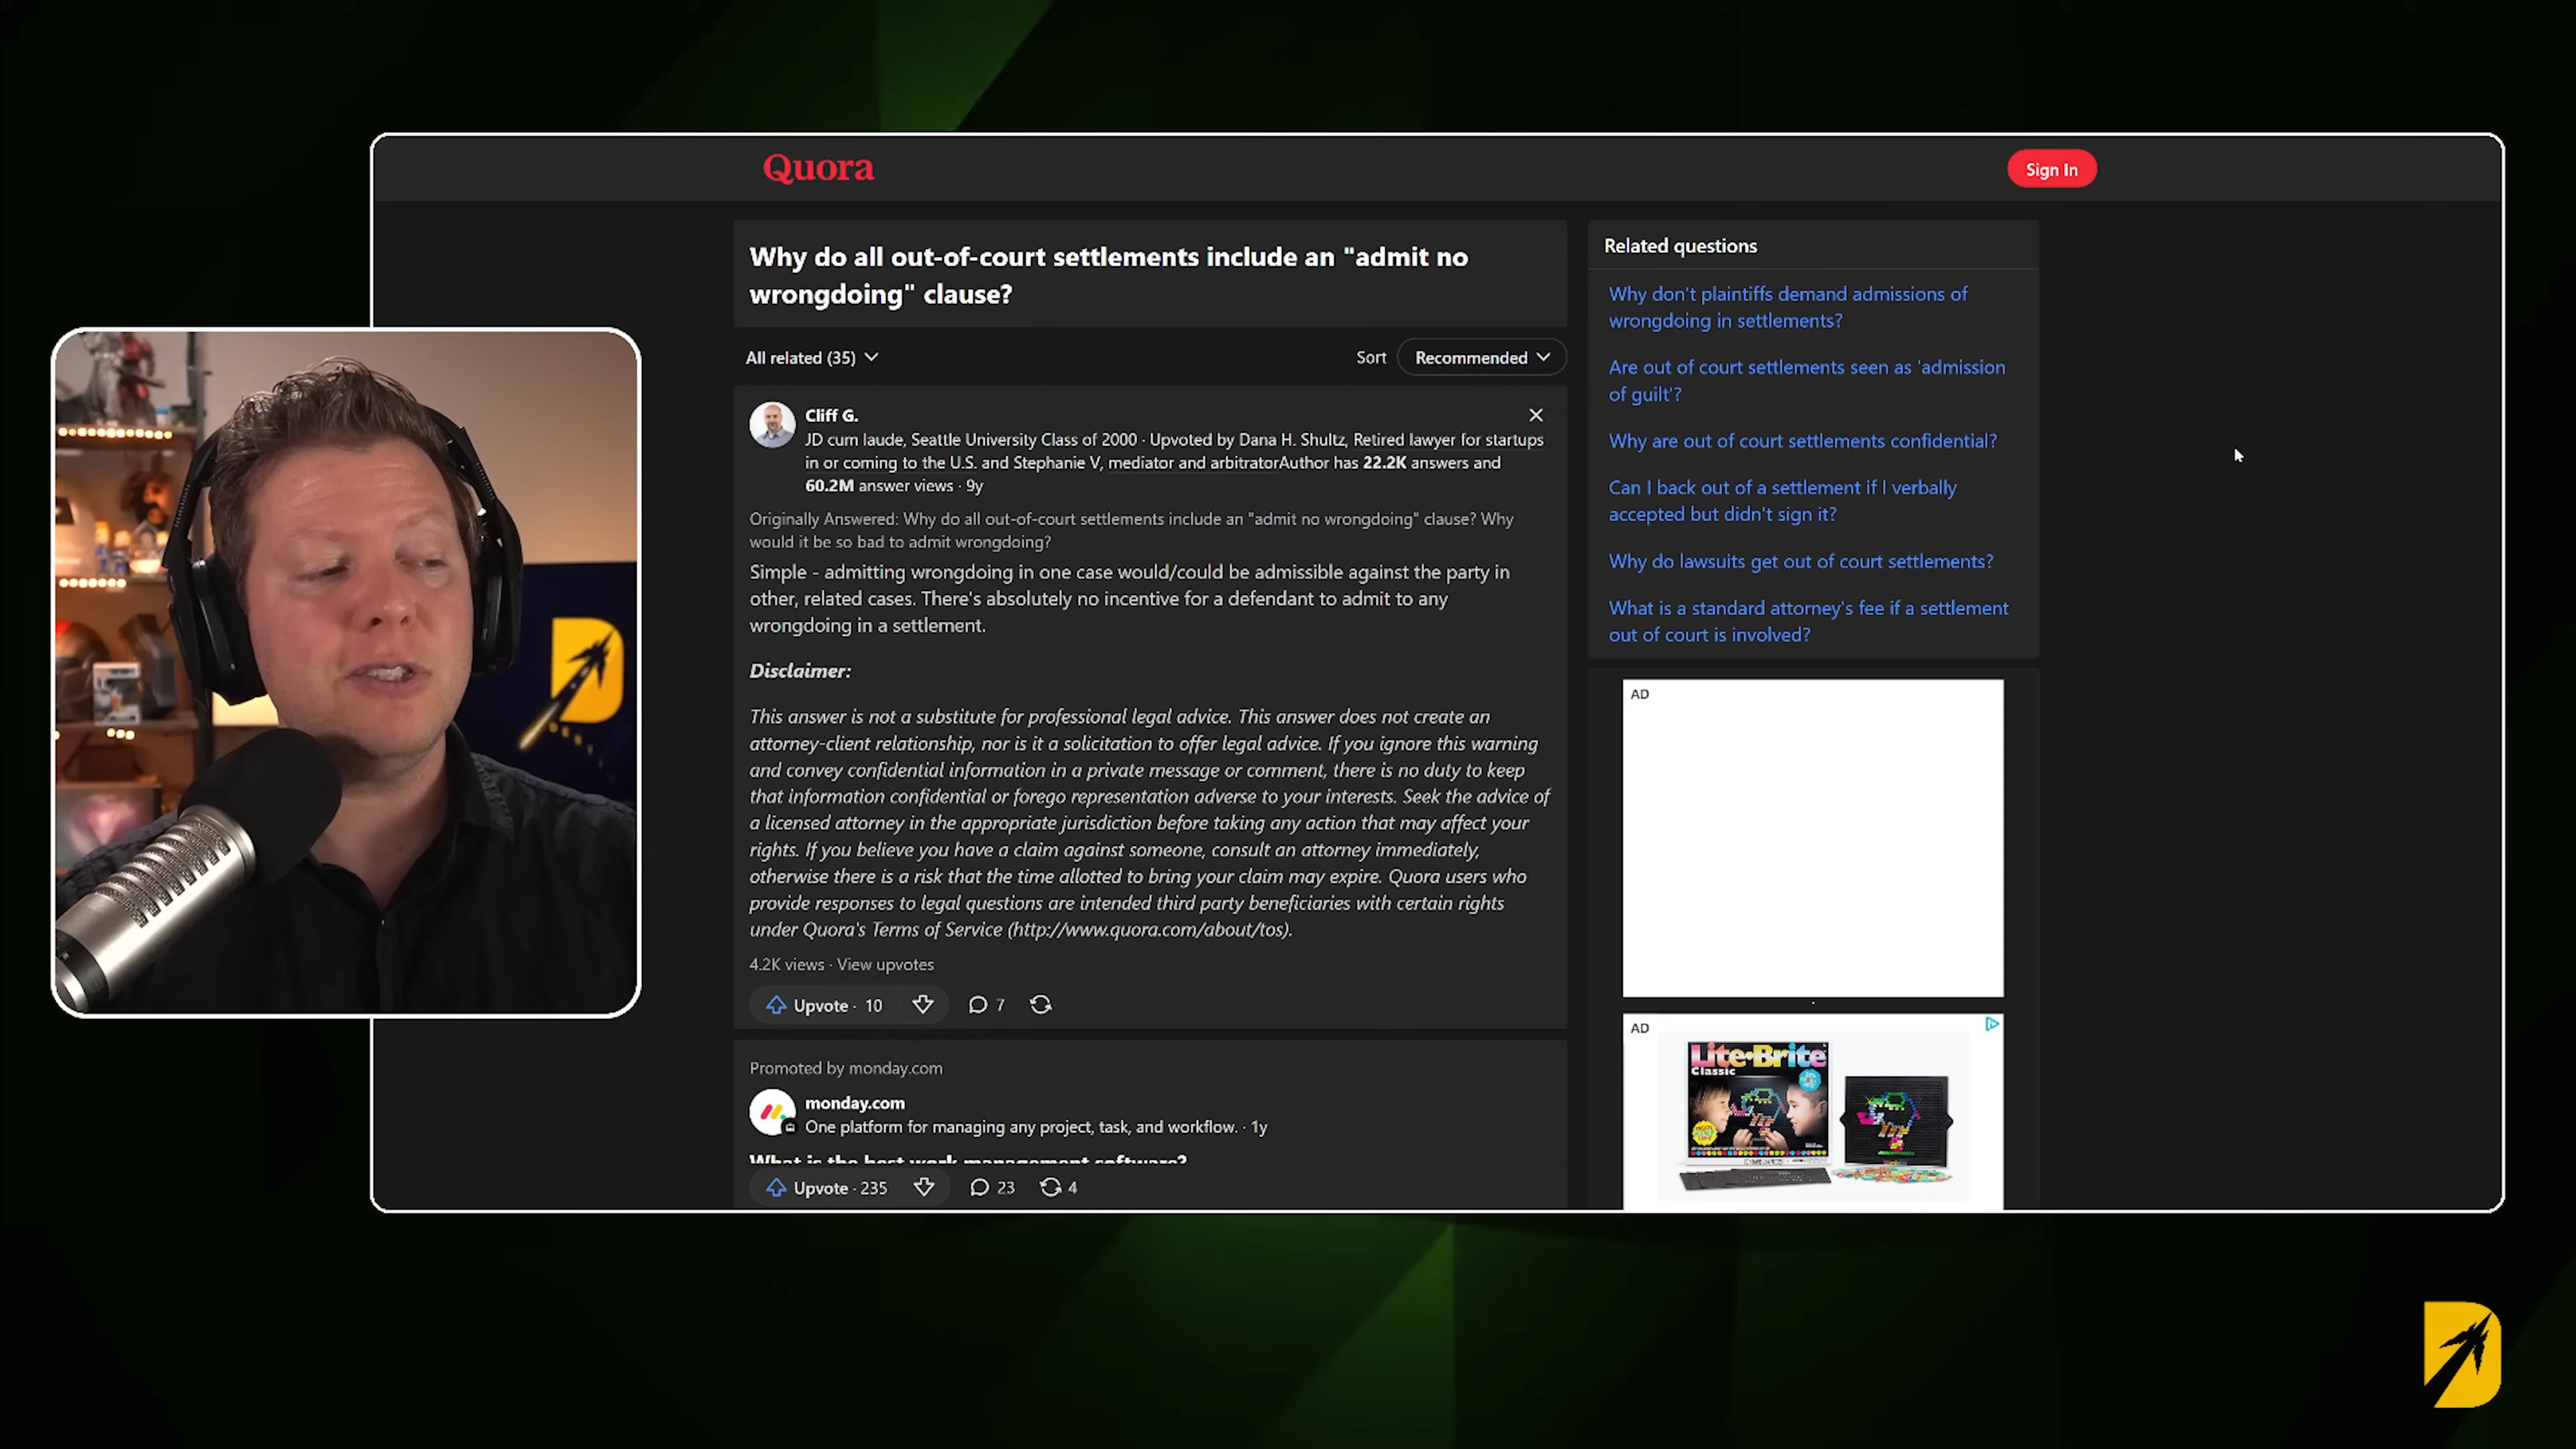 Quora
Sign In
Why do all out-of-court settlements include an "admit no
wrongdoing" clause?
All related (35)
Sort
Recommended
Cliff G.
JD cum laude, Seattle University Class of 2000 · Upvoted by Dana H. Shultz, Retired lawyer for startups
in or coming to the U.S. and Stephanie V, mediator and arbitratorAuthor has 22.2K answers and
60.2M answer views · 9y
Originally Answered: Why do all out-of-court settlements include an "admit no wrongdoing" clause? Why
would it be so bad to admit wrongdoing?
Simple - admitting wrongdoing in one case would/could be admissible against the party in
other, related cases. There's absolutely no incentive for a defendant to admit to any
wrongdoing in a settlement.
Disclaimer:
This answer is not a substitute for professional legal advice. This answer does not create an
attorney-client relationship, nor is it a solicitation to offer legal advice. If you ignore this warning
and convey confidential information in a private message or comment, there is no duty to keep
that information confidential or forego representation adverse to your interests. Seek the advice of
a licensed attorney in the appropriate jurisdiction before taking any action that may affect your
rights. If you believe you have a claim against someone, consult an attorney immediately,
otherwise there is a risk that the time allotted to bring your claim may expire. Quora users who
provide responses to legal questions are intended third party beneficiaries with certain rights
under Quora's Terms of Service (http://www.quora.com/about/tos).
4.2K views · View upvotes
Upvote · 10
7
Promoted by monday.com
monday.com
One platform for managing any project, task, and workflow. · 1y
What is the best work management software?
Upvote · 235
23
4
Related questions
Why don't plaintiffs demand admissions of
wrongdoing in settlements?
Are out of court settlements seen as 'admission
of guilt'?
Why are out of court settlements confidential?
Can I back out of a settlement if I verbally
accepted but didn't sign it?
Why do lawsuits get out of court settlements?
What is a standard attorney's fee if a settlement
out of court is involved?
AD
AD
Lite-Brite
Classic
D
D